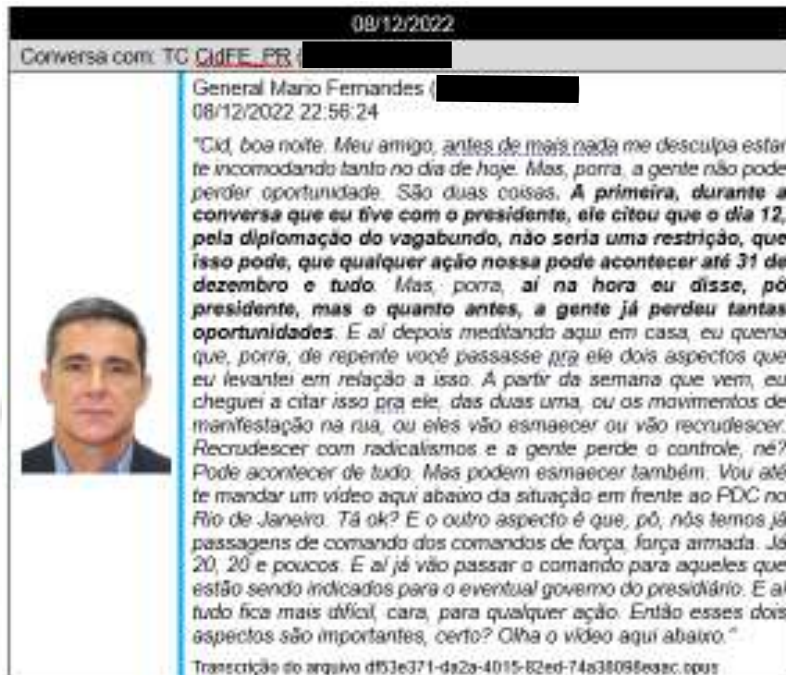 08/12/2022
Conversa com: TC CidFE_PR (
General Mario Fernandes (
08/12/2022 22:56:24
"Cid, boa noite. Meu amigo, antes de mais nada me desculpa estar
te incomodando tanto no dia de hoje. Mas, porra, a gente não pode
perder oportunidade. São duas coisas. A primeira, durante a
conversa que eu tive com o presidente, ele citou que o dia 12,
pela diplomação do vagabundo, não seria uma restrição, que
isso pode, que qualquer ação nossa pode acontecer até 31 de
dezembro e tudo. Mas, porra, aí na hora eu disse, pô
presidente, mas o quanto antes, a gente já perdeu tantas
oportunidades. E aí depois meditando aqui em casa, eu queria
que, porra, de repente você passasse pra ele dois aspectos que
eu levantei em relação a isso. A partir da semana que vem, eu
cheguei a citar isso pra ele, das duas uma, ou os movimentos de
manifestação na rua, ou eles vão esmaecer ou vão recrudescer.
Recrudescer com radicalismos e a gente perde o controle, né?
Pode acontecer de tudo. Mas podem esmaecer também. Vou até
te mandar um vídeo aqui abaixo da situação em frente ao PDC no
Rio de Janeiro. Tá ok? E o outro aspecto é que, pô, nós temos já
passagens de comando dos comandos de força, força armada. Já
20, 20 e poucos. E aí já vão passar o comando para aqueles que
estão sendo indicados para o eventual governo do presidiário. E aí
tudo fica mais difícil, cara, para qualquer ação. Então esses dois
aspectos são importantes, certo? Olha o vídeo aqui abaixo."
Transcrição do arquivo df53e371-da2a-4015-82ed-74a38098eaac.opus